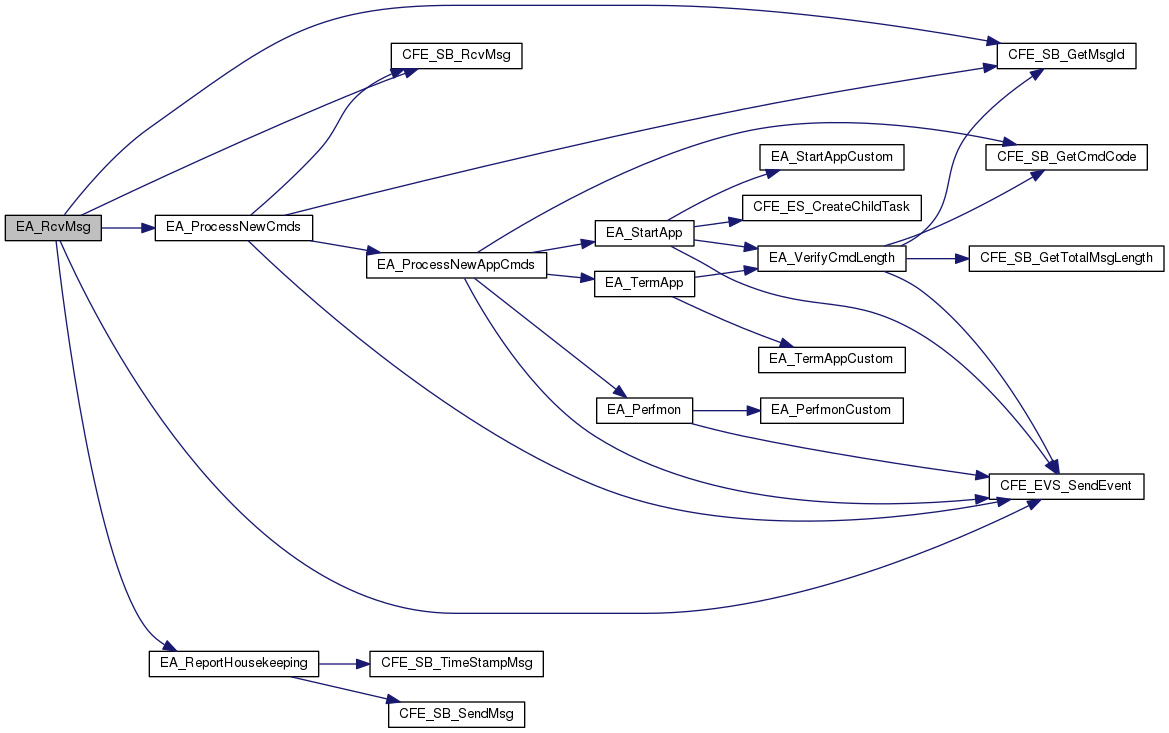 CFE_SB_RcvMsg
CFE_SB_GetMsgId
EA_StartAppCustom
CFE_SB_GetCmdCode
CFE_ES_CreateChildTask
EA_RcvMsg
EA_ProcessNewCmds
EA_StartApp
EA_ProcessNewAppCmds
EA_VerifyCmdLength
CFE_SB_GetTotalMsgLength
EA_TermApp
EA_TermAppCustom
EA_Perfmon
EA_PerfmonCustom
CFE_EVS_SendEvent
EA_ReportHousekeeping
CFE_SB_TimeStampMsg
CFE_SB_SendMsg